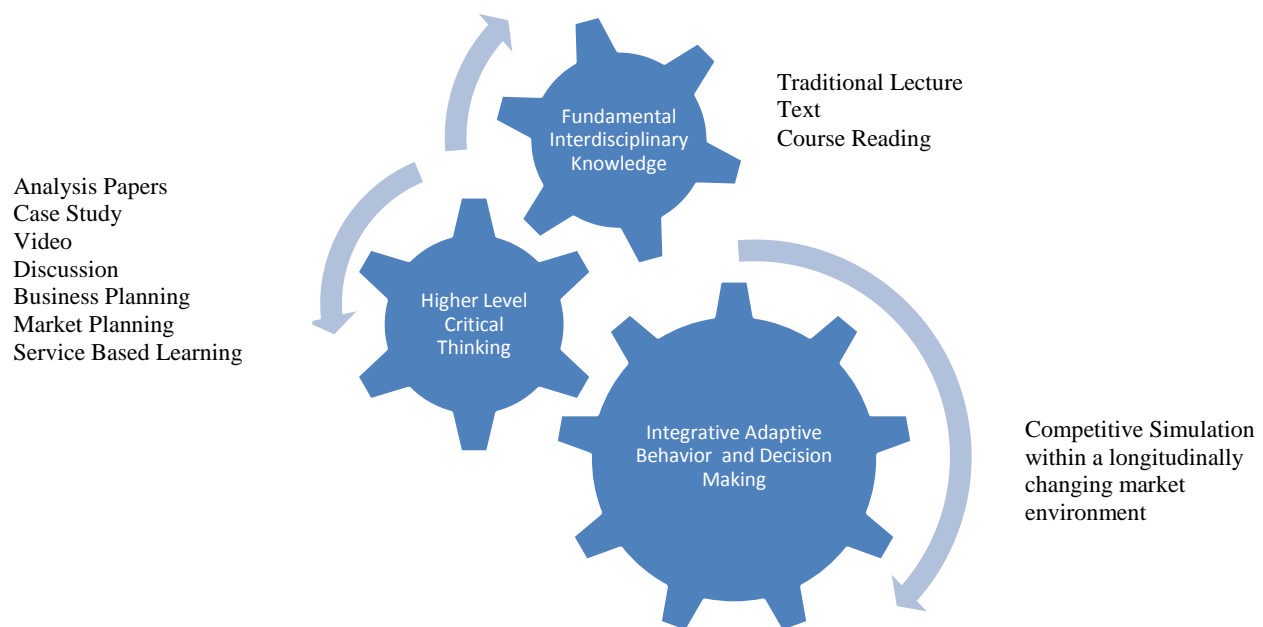 Fundamental
Interdisciplinary
Knowledge
Traditional Lecture
Text
Course Reading
Analysis Papers
Case Study
Video
Discussion
Business Planning
Market Planning
Service Based Learning
Higher Level
Critical
Thinking
Integrative Adaptive
Behavior and Decision
Making
Competitive Simulation
within a longitudinally
changing market
environment